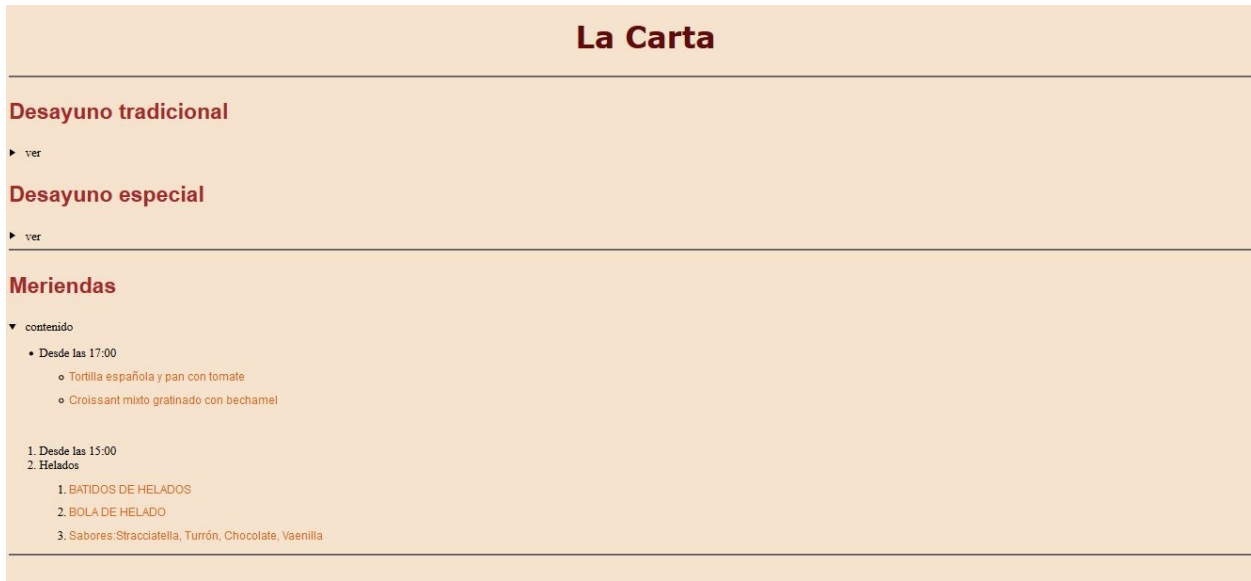 La Carta
Desayuno tradicional
ver
Desayuno especial
ver
Meriendas
contenido
Desde las 17:00
Tortilla española y pan con tomate
Croissant mixto gratinado con bechamel
1. Desde las 15:00
2. Helados
1. BATIDOS DE HELADOS
2. BOLA DE HELADO
3. Sabores:Stracciatella, Turrón, Chocolate, Vaenilla